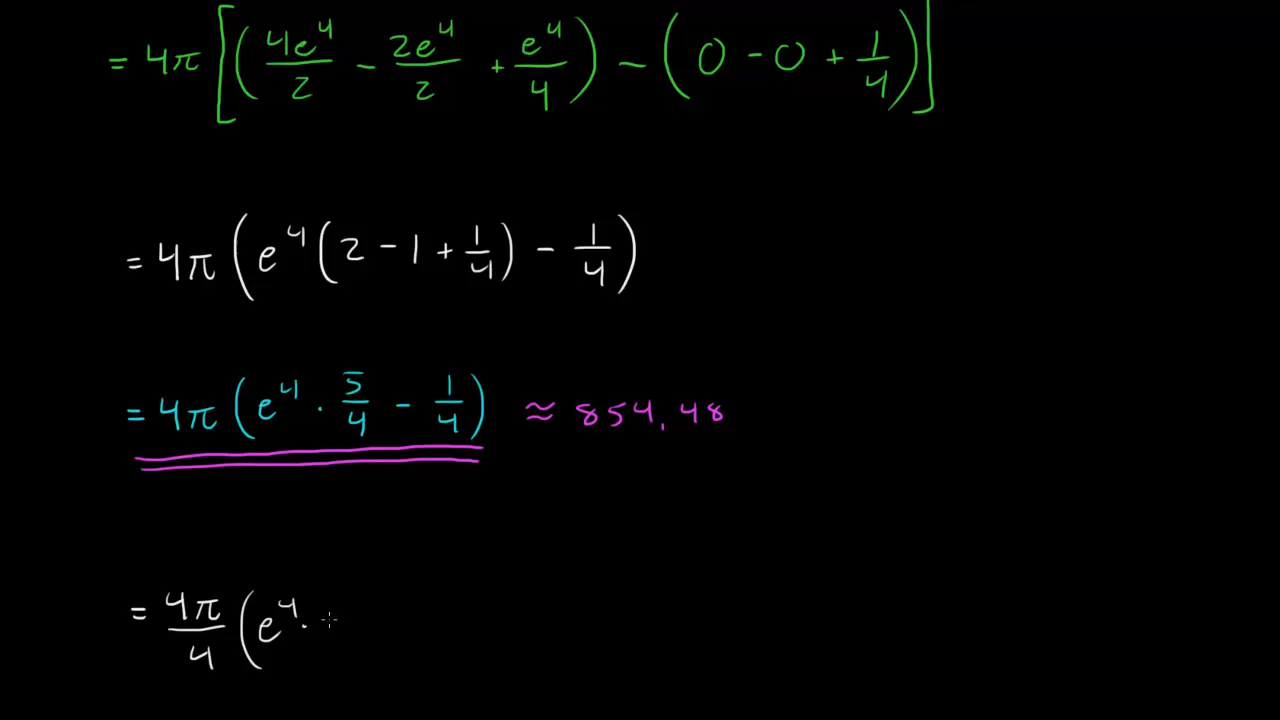 = 4π [(4e⁴/2 - 2e⁴/2 + e⁴/4) - (0 - 0 + 1/4)]
= 4π (e⁴(2 - 1 + 1/4) - 1/4)
= 4π (e⁴ · 5/4 - 1/4) ≈ 854.48
= 4π/4 (e⁴ ·